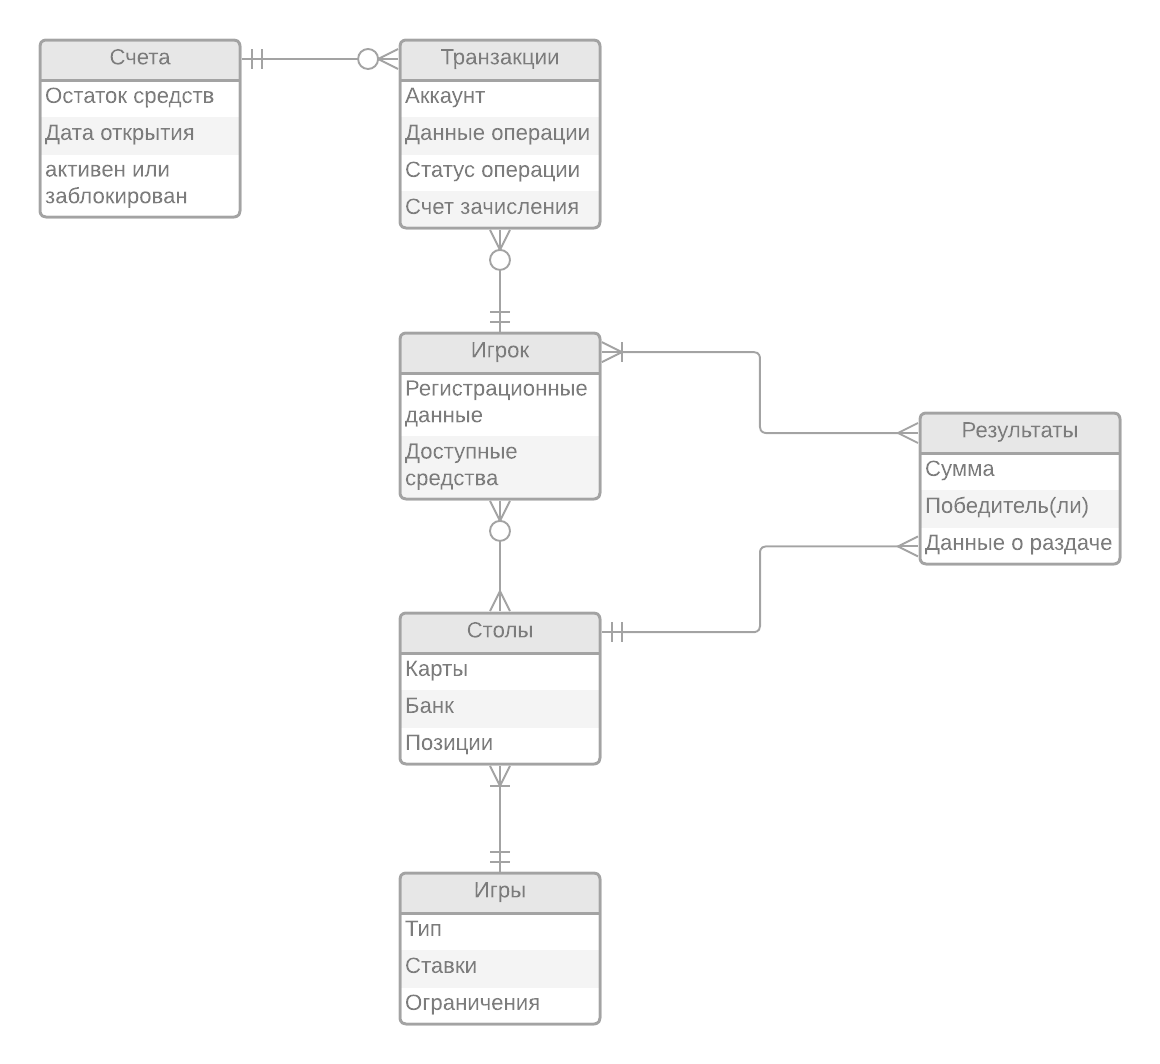 Счета
Остаток средств
Дата открытия
активен или
заблокирован
Транзакции
Аккаунт
Данные операции
Статус операции
Счет зачисления
Игрок
Регистрационные
данные
Доступные
средства
Результаты
Сумма
Победитель(ли)
Данные о раздаче
Столы
Карты
Банк
Позиции
Игры
Тип
Ставки
Ограничения